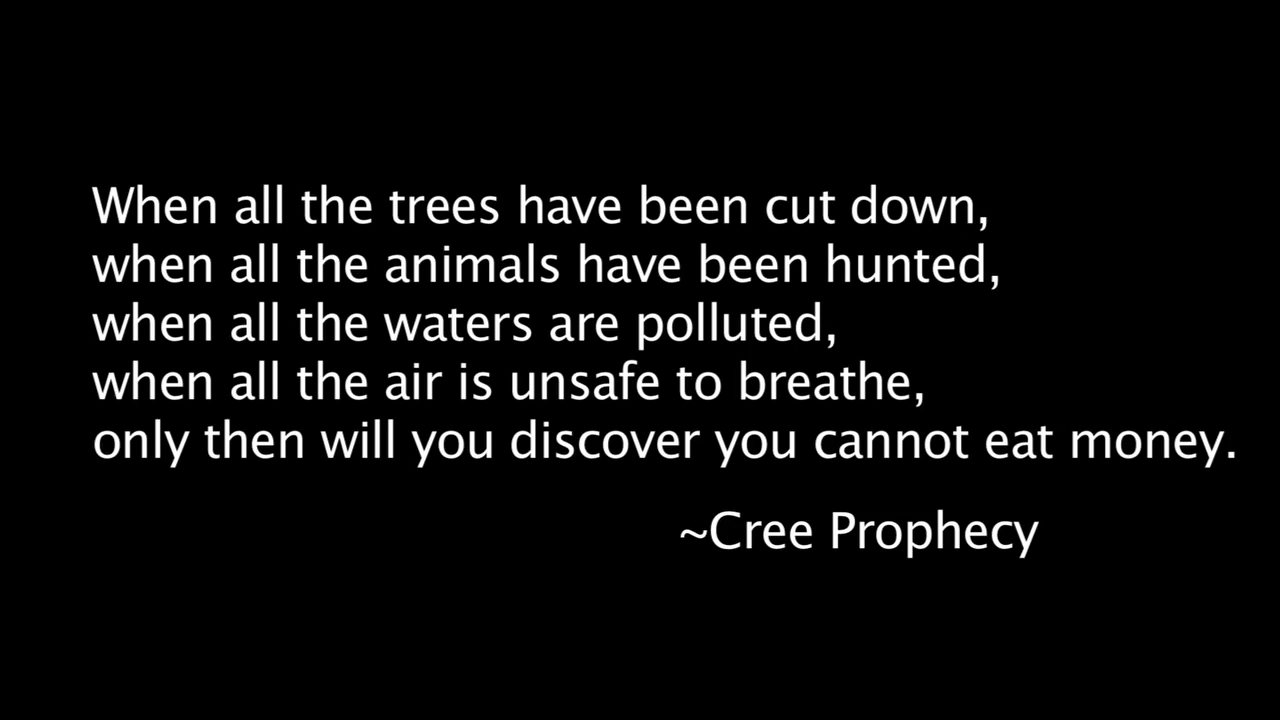 When all the trees have been cut down,
when all the animals have been hunted,
when all the waters are polluted,
when all the air is unsafe to breathe,
only then will you discover you cannot eat money.
~Cree Prophecy